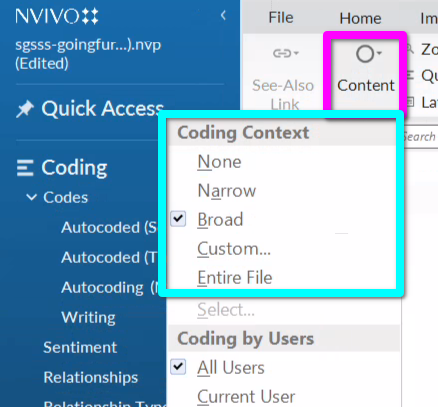 NVIVO
sgsss-goingfur...).nvp
(Edited)
Quick Access
Coding
Codes
Autocoded (S
Autocoded (T
Autocoding (
Writing
Sentiment
Relationships
Relationship Type
File Home Im
See-Also
Link
Content
Zo
Qu
La
Search
Coding Context
None
Narrow
Broad
Custom...
Entire File
Select...
Coding by Users
All Users
Current User